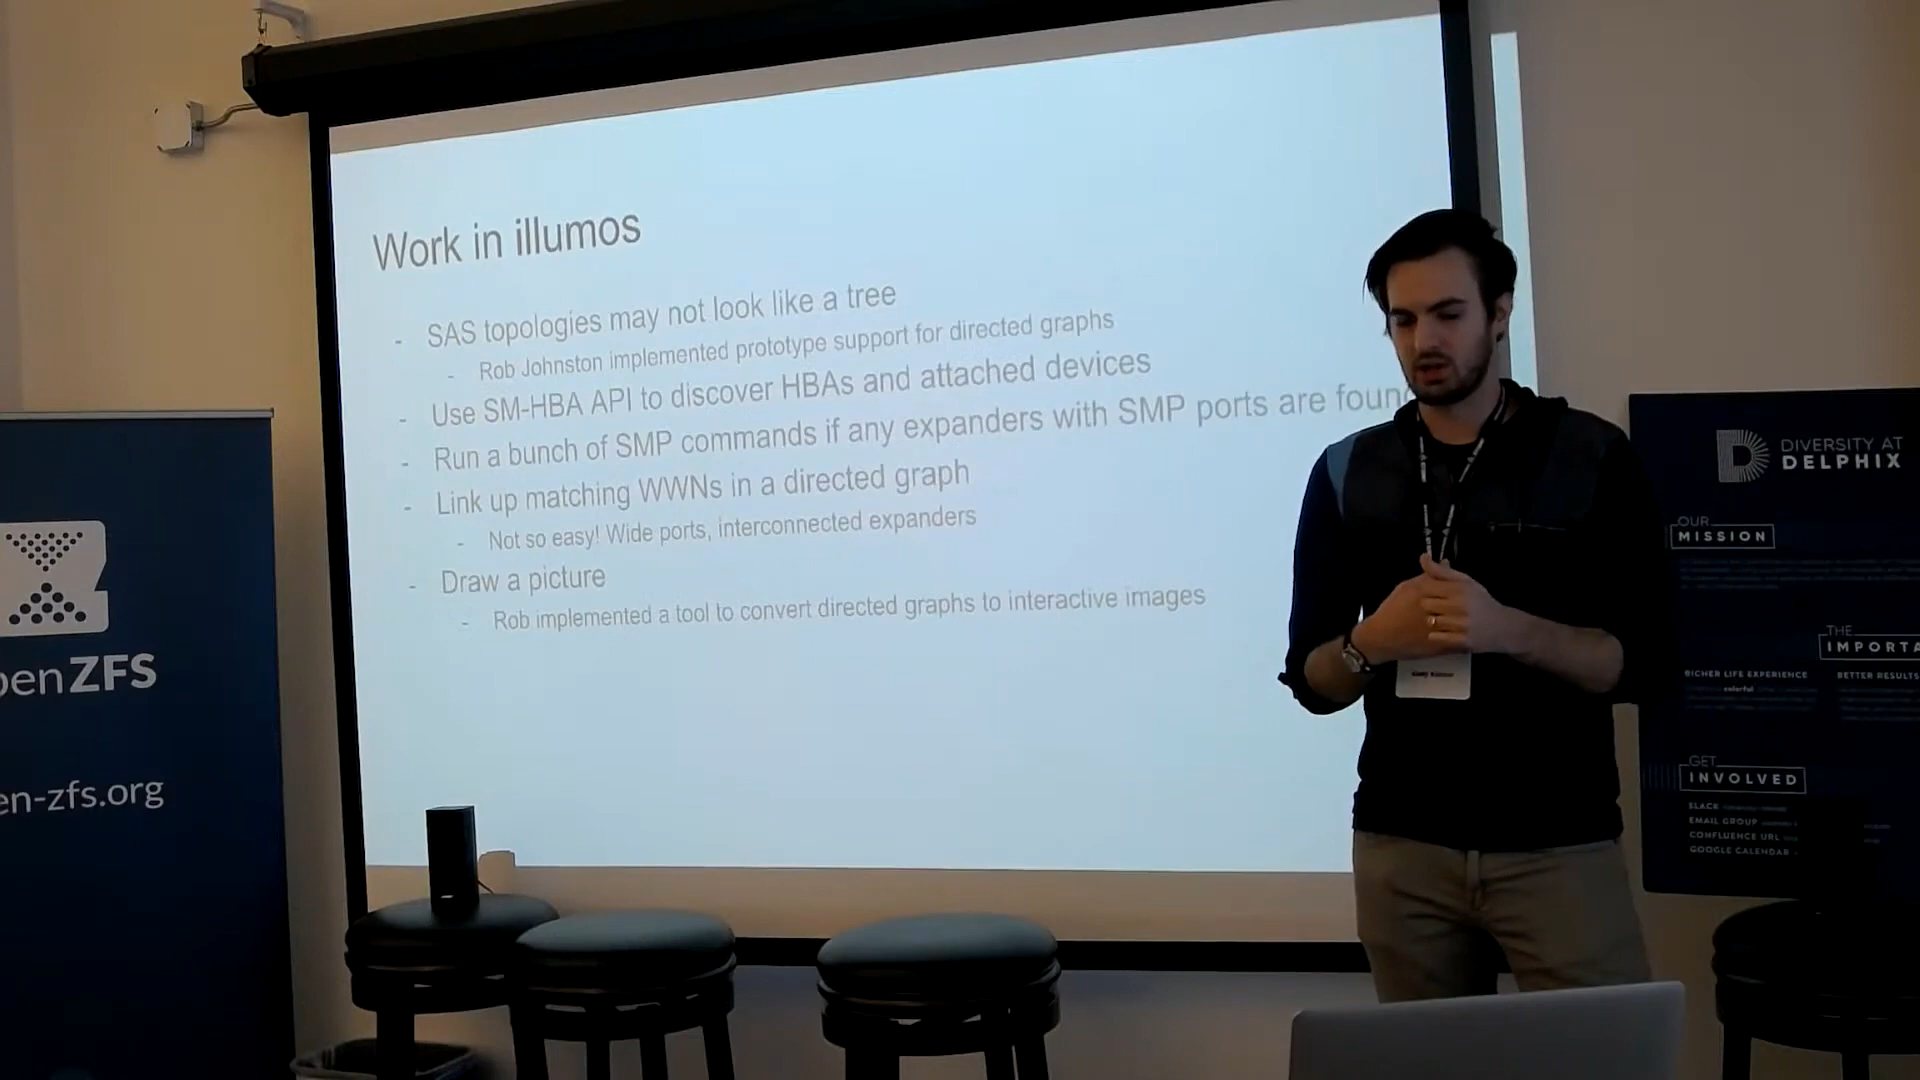 Work in illumos
- SAS topologies may not look like a tree
- Rob Johnston implemented prototype support for directed graphs
- Use SM-HBA API to discover HBAs and attached devices
- Run a bunch of SMP commands if any expanders with SMP ports are foun
- Link up matching WWNs in a directed graph
- Not so easy! Wide ports, interconnected expanders
- Draw a picture
- Rob implemented a tool to convert directed graphs to interactive images
penZFS
en-zfs.org
DIVERSITY AT
DELPHIX
OUR
MISSION
THE
IMPORTA
RICHER LIFE EXPERIENCE
BETTER RESULTS
colorful
GET
INVOLVED
SLACK
EMAIL GROUP
CONFLUENCE URL
GOOGLE CALENDAR -